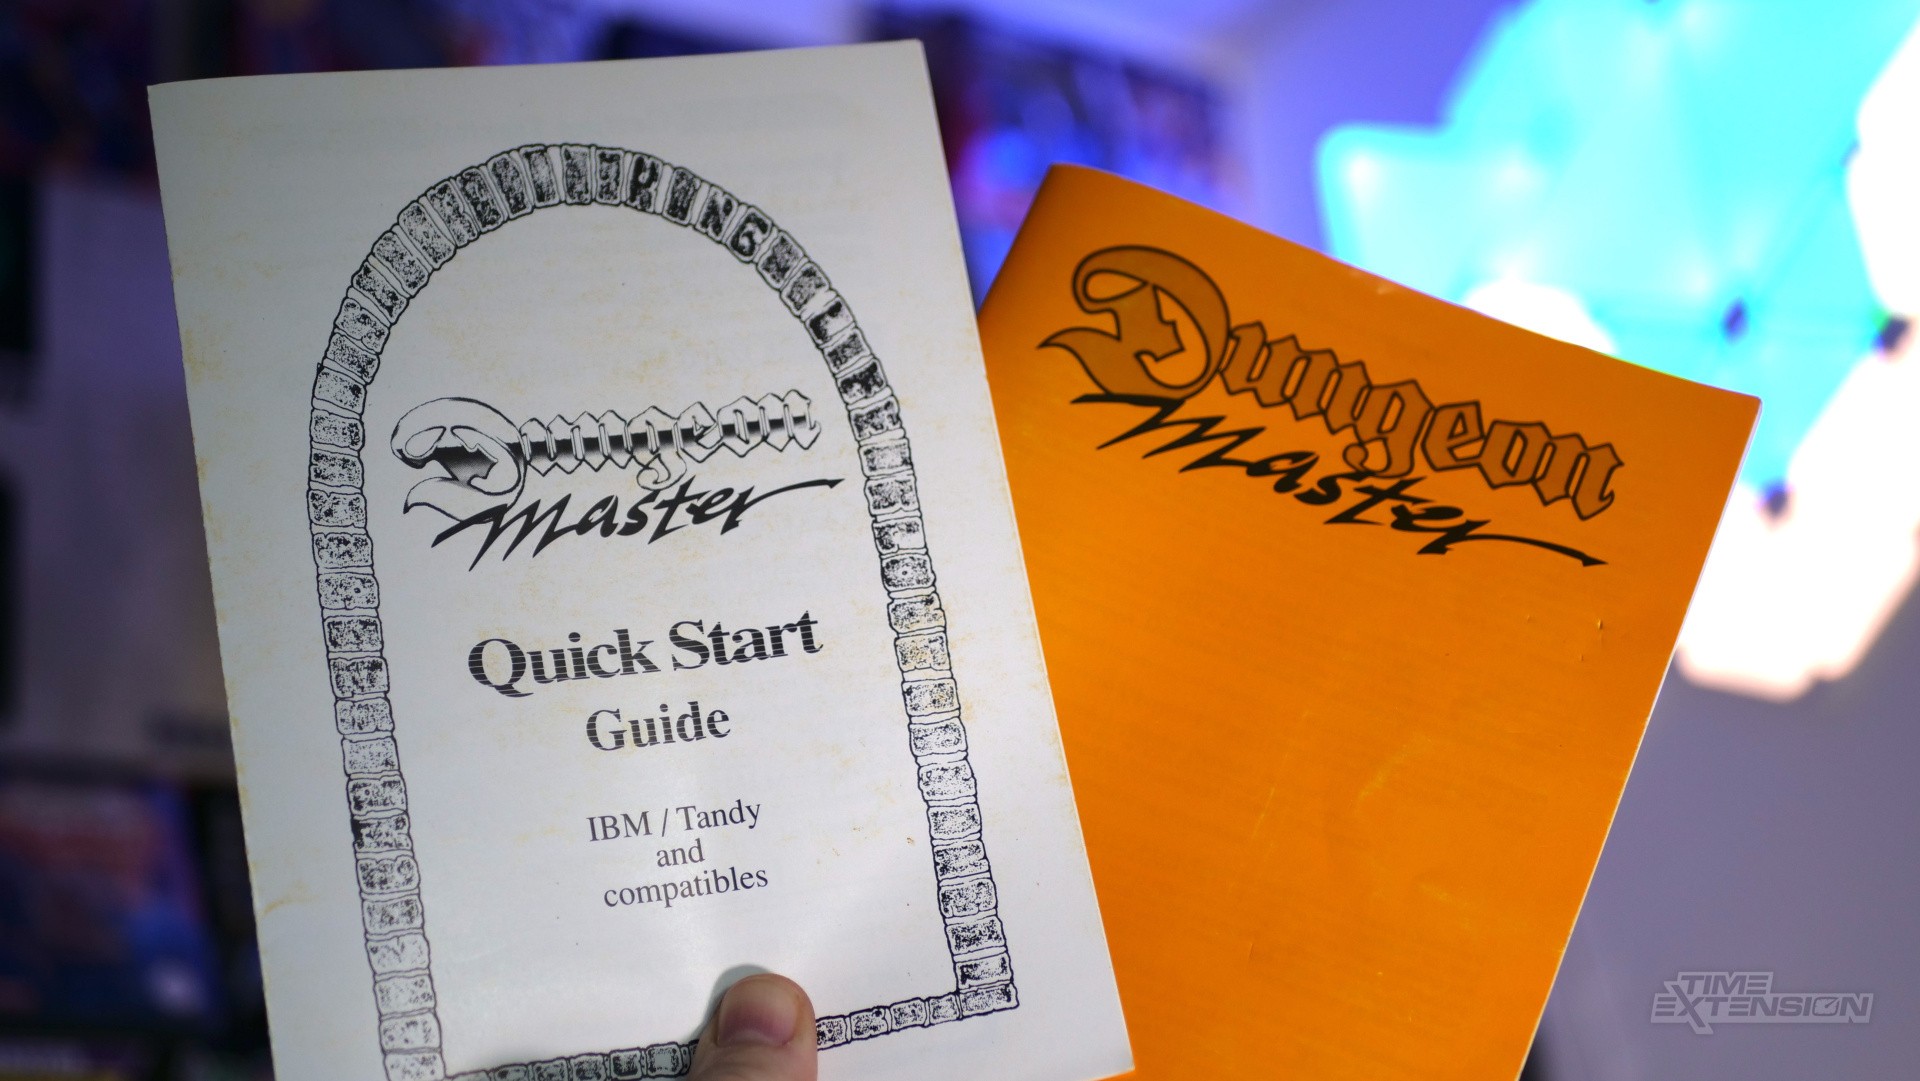 Dungeon
Master
Quick Start
Guide
IBM / Tandy
and
compatibles
Dungeon
Master
TIME
EXTENSION